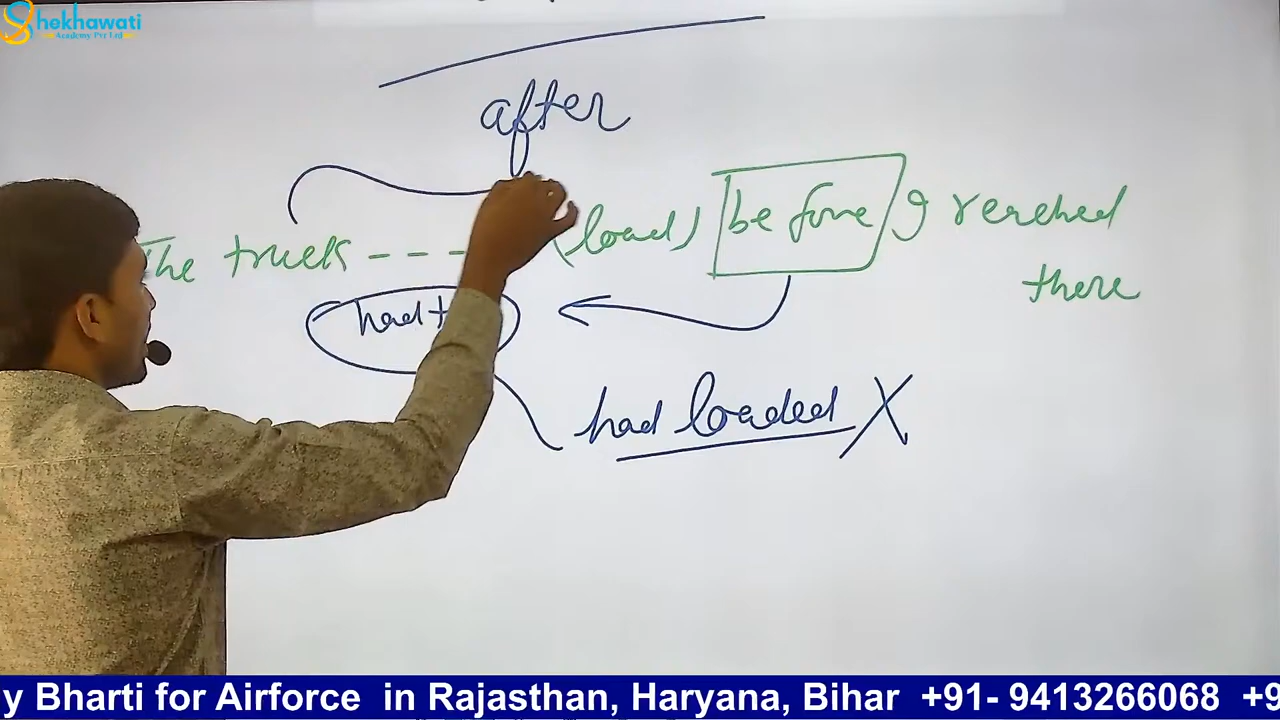 Shekhawati
Academy Pvt Ltd
after
The truck ---- (load) before I reached
there
had +
had loaded X
y Bharti for Airforce in Rajasthan, Haryana, Bihar +91- 9413266068 +9